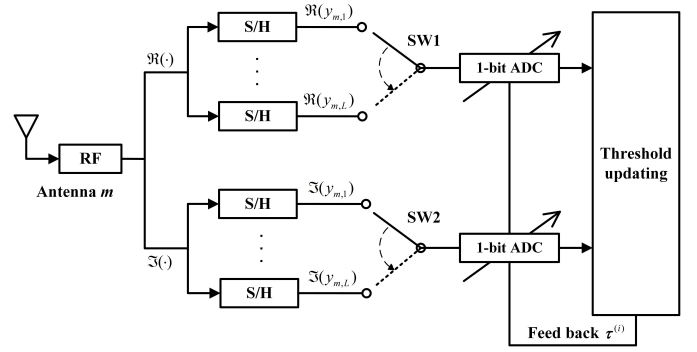 S/H
ℜ(y_{m,1})
SW1
ℜ(·)
1-bit ADC
S/H
ℜ(y_{m,L})
RF
Antenna m
Threshold
updating
S/H
ℑ(y_{m,1})
SW2
1-bit ADC
ℑ(·)
S/H
ℑ(y_{m,L})
Feed back τ^{(i)}